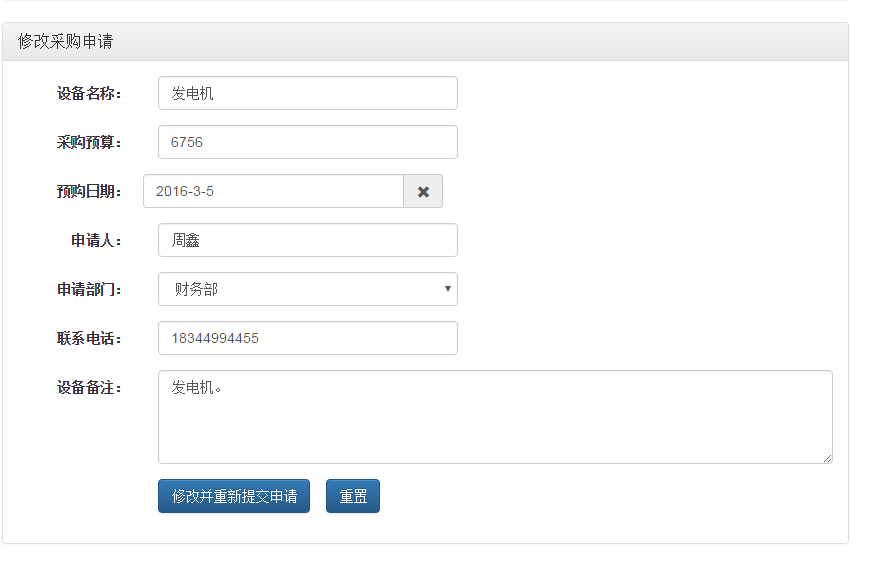 修改采购申请
设备名称： 发电机
采购预算： 6756
预购日期： 2016-3-5
申请人： 周鑫
申请部门： 财务部
联系电话： 18344994455
设备备注： 发电机。
修改并重新提交申请 重置